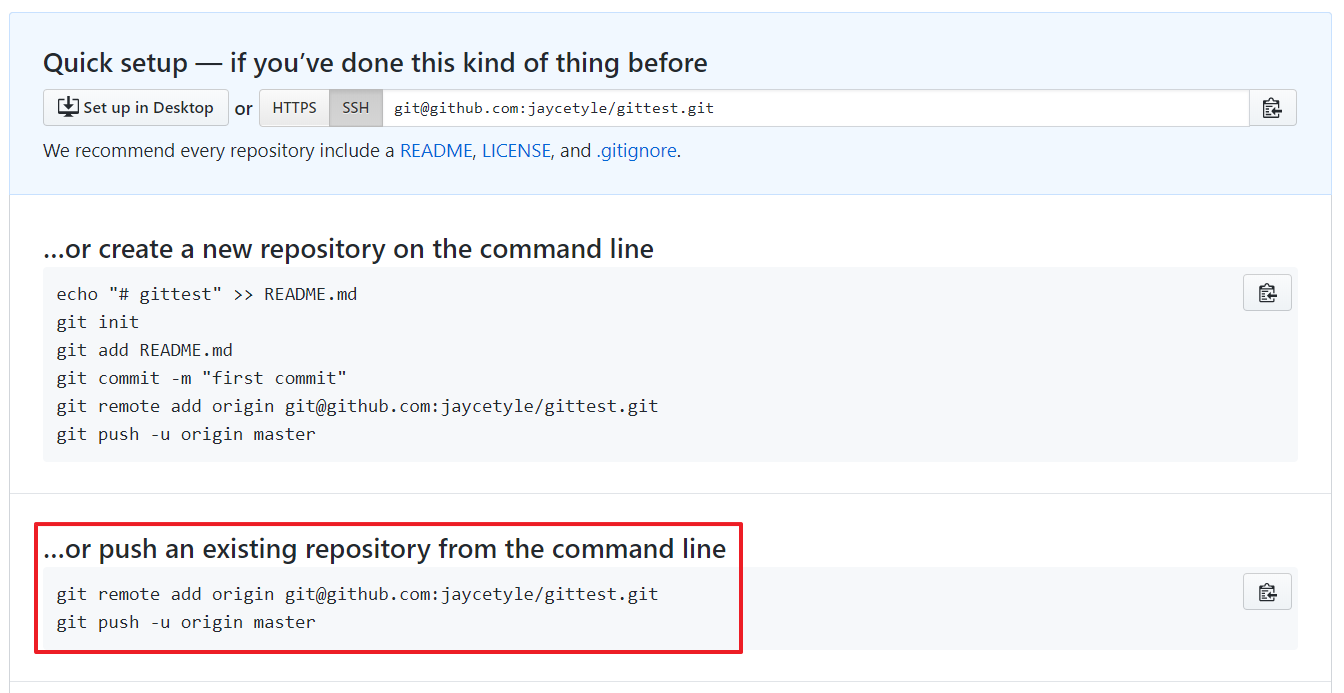 Quick setup — if you’ve done this kind of thing before
Set up in Desktop or HTTPS SSH git@github.com:jaycetyle/gittest.git
We recommend every repository include a README, LICENSE, and .gitignore.
…or create a new repository on the command line
echo "# gittest" >> README.md
git init
git add README.md
git commit -m "first commit"
git remote add origin git@github.com:jaycetyle/gittest.git
git push -u origin master
…or push an existing repository from the command line
git remote add origin git@github.com:jaycetyle/gittest.git
git push -u origin master